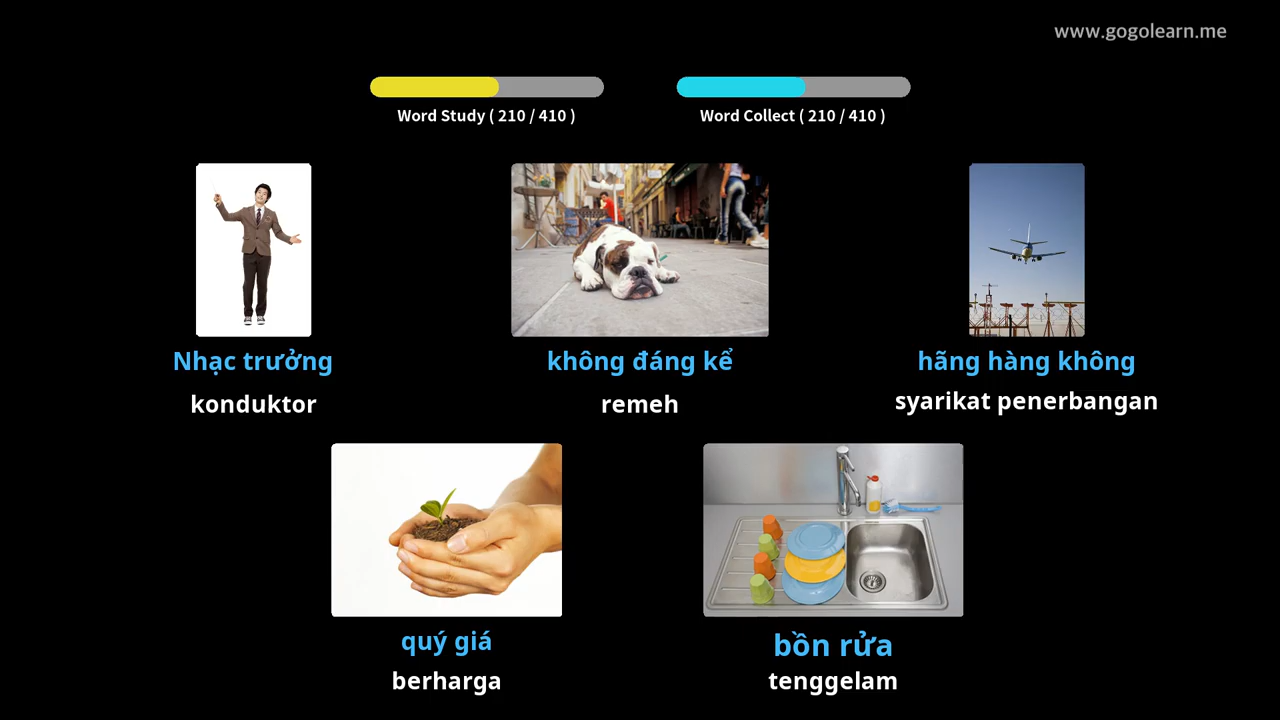 www.gogolearn.me
Word Study ( 210 / 410 )
Word Collect ( 210 / 410 )
Nhạc trưởng
konduktor
không đáng kể
remeh
hãng hàng không
syarikat penerbangan
quý giá
berharga
bồn rửa
tenggelam